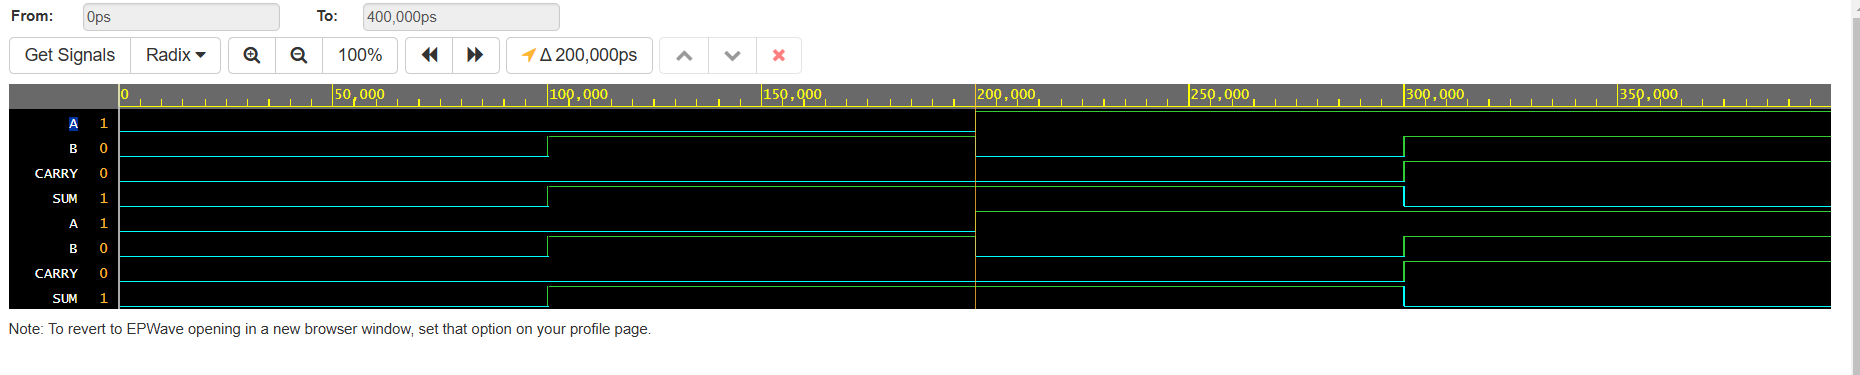 From: 0ps To: 400,000ps
Get Signals Radix 100% Δ 200,000ps
0 50,000 100,000 150,000 200,000 250,000 300,000 350,000
A 1
B 0
CARRY 0
SUM 1
A 1
B 0
CARRY 0
SUM 1
Note: To revert to EPWave opening in a new browser window, set that option on your profile page.